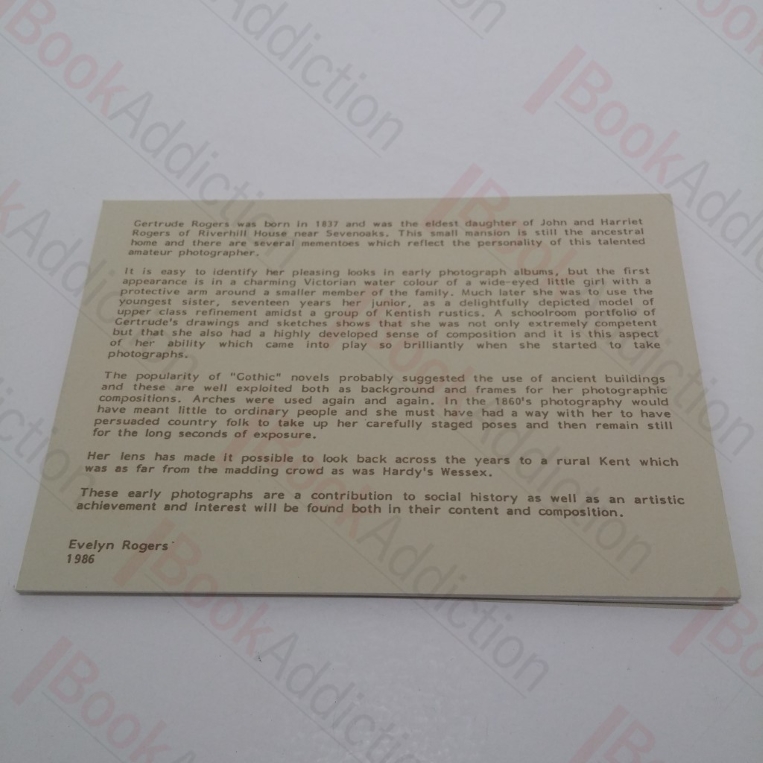 Gertrude Rogers was born in 1837 and was the eldest daughter of John and Harriet
Rogers of Riverhill House near Sevenoaks. This small mansion is still the ancestral
home and there are several mementoes which reflect the personality of this talented
amateur photographer.
It is easy to identify her pleasing looks in early photograph albums, but the first
appearance is in a charming Victorian water colour of a wide-eyed little girl with a
protective arm around a smaller member of the family. Much later she was to use the
youngest sister, seventeen years her junior, as a delightfully depicted model of
upper class refinement amidst a group of Kentish rustics. A schoolroom portfolio of
Gertrude's drawings and sketches shows that she was not only extremely competent
but that she also had a highly developed sense of composition and it is this aspect
of her ability which came into play so brilliantly when she started to take
photographs.
The popularity of "Gothic" novels probably suggested the use of ancient buildings
and these are well exploited both as background and frames for her photographic
compositions. Arches were used again and again. In the 1860's photography would
have meant little to ordinary people and she must have had a way with her to have
persuaded country folk to take up her carefully staged poses and then remain still
for the long seconds of exposure.
Her lens has made it possible to look back across the years to a rural Kent which
was as far from the madding crowd as was Hardy's Wessex.
These early photographs are a contribution to social history as well as an artistic
achievement and interest will be found both in their content and composition.
Evelyn Rogers
1986
BookAddiction
BookAddiction
BookAddiction
BookAddiction
BookAddiction